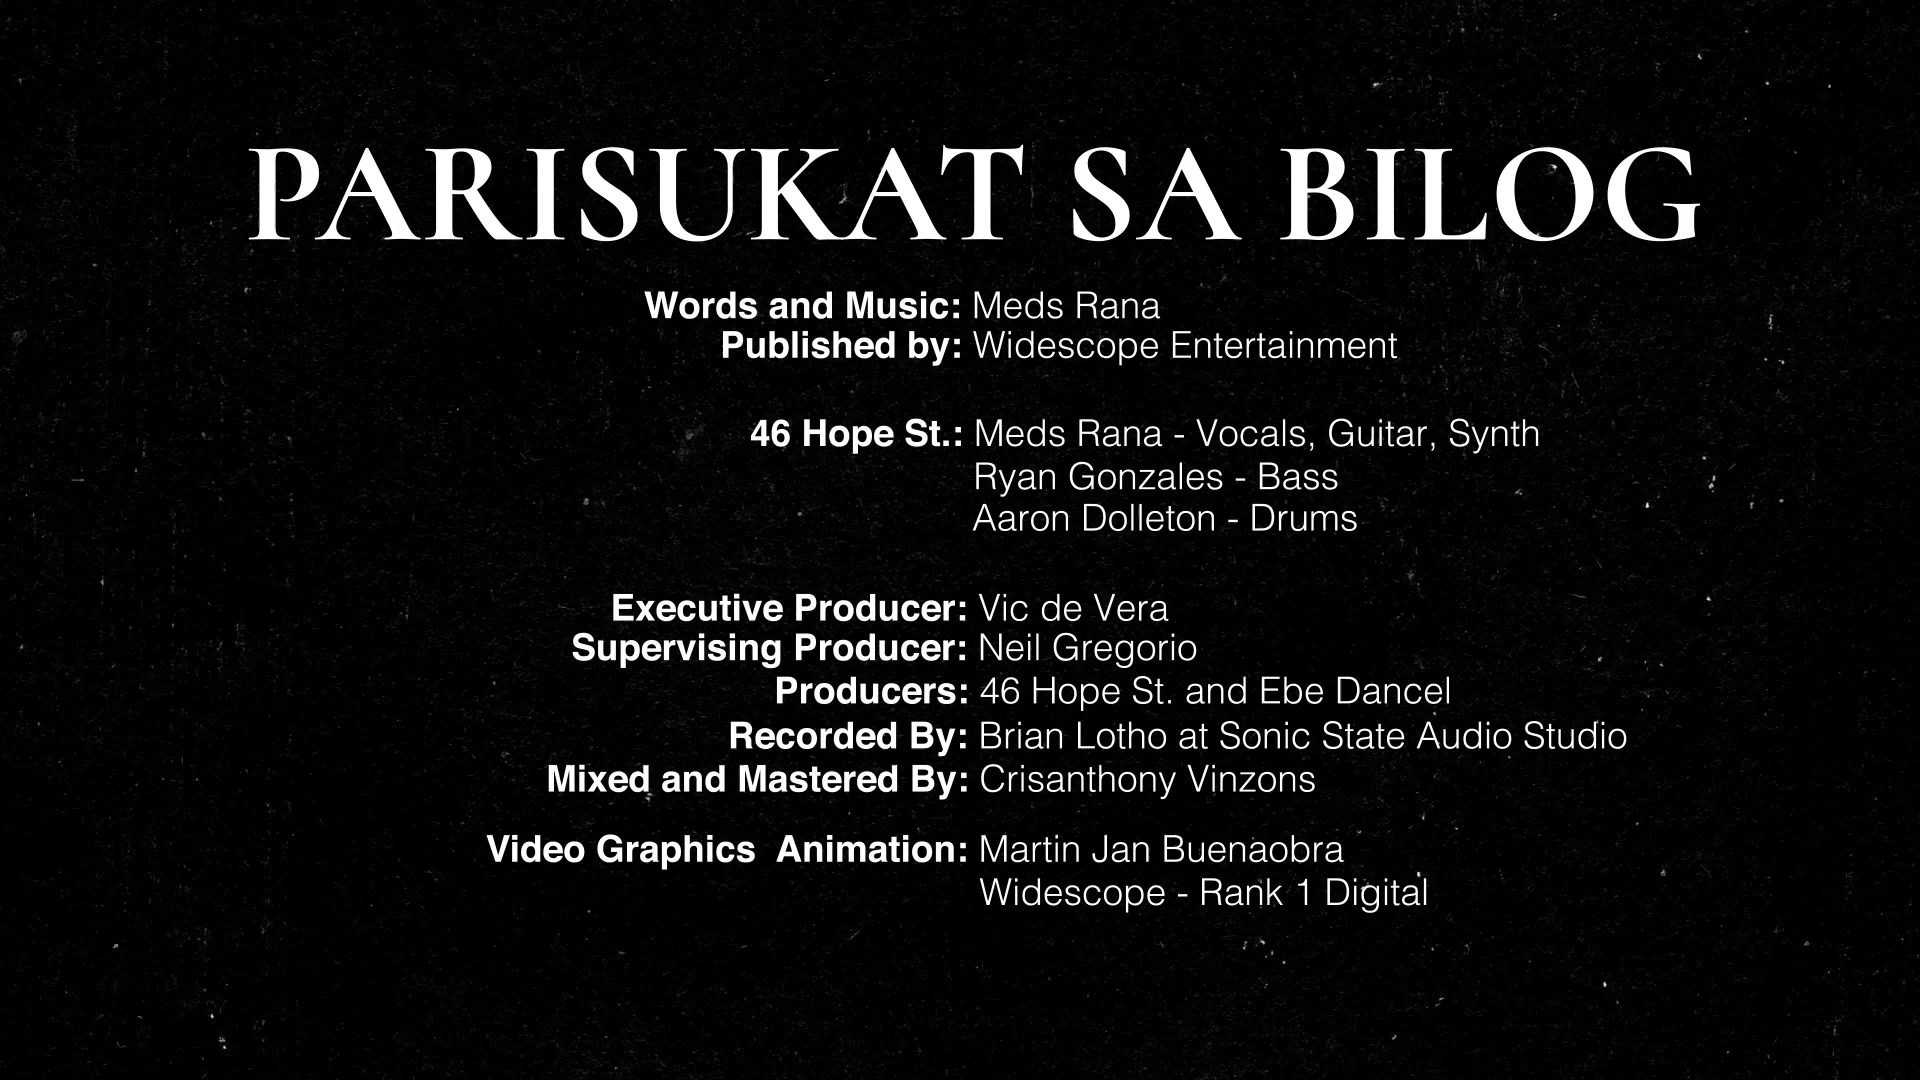 PARISUKAT SA BILOG
Words and Music: Meds Rana
Published by: Widescope Entertainment
46 Hope St.: Meds Rana - Vocals, Guitar, Synth
Ryan Gonzales - Bass
Aaron Dolleton - Drums
Executive Producer: Vic de Vera
Supervising Producer: Neil Gregorio
Producers: 46 Hope St. and Ebe Dancel
Recorded By: Brian Lotho at Sonic State Audio Studio
Mixed and Mastered By: Crisanthony Vinzons
Video Graphics  Animation: Martin Jan Buenaobra
Widescope - Rank 1 Digital